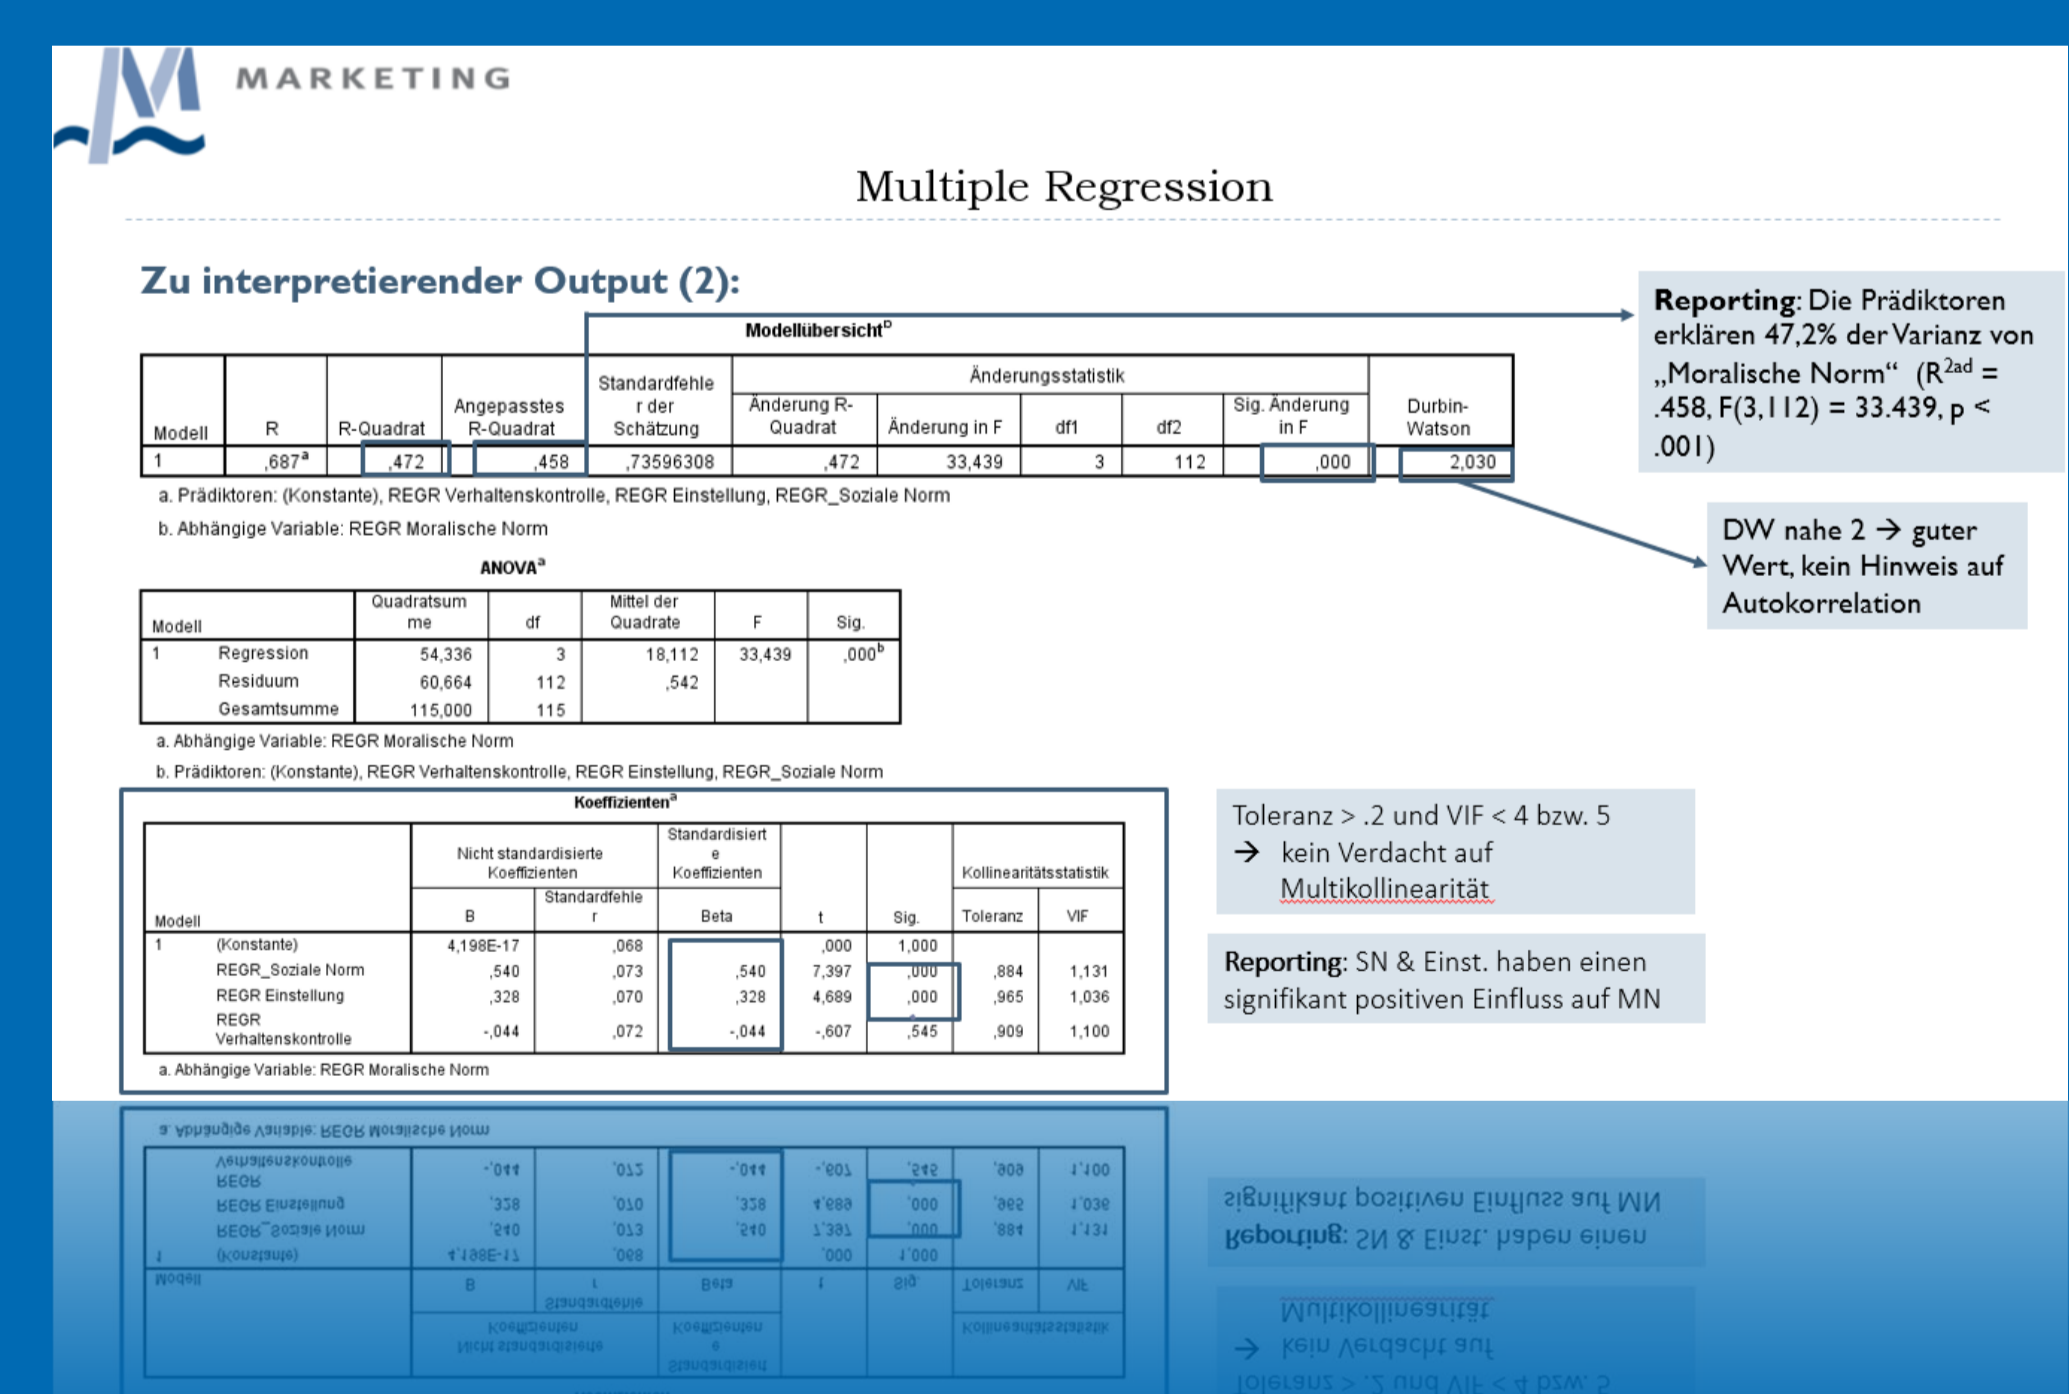 MARKETING
Multiple Regression
Zu interpretierender Output (2):
Modellübersicht^b
Modell R R-Quadrat Angepasstes R-Quadrat Standardfehle r der Schätzung Änderungsstatistik Durbin-Watson
Änderung R-Quadrat Änderung in F df1 df2 Sig. Änderung in F
1 ,687^a ,472 ,458 ,73596308 ,472 33,439 3 112 ,000 2,030
a. Prädiktoren: (Konstante), REGR Verhaltenskontrolle, REGR Einstellung, REGR_Soziale Norm
b. Abhängige Variable: REGR Moralische Norm
Reporting: Die Prädiktoren
erklären 47,2% der Varianz von
„Moralische Norm“ (R^2ad =
.458, F(3,112) = 33.439, p <
.001)
DW nahe 2 → guter
Wert, kein Hinweis auf
Autokorrelation
ANOVA^a
Modell Quadratsum me df Mittel der Quadrate F Sig.
1 Regression 54,336 3 18,112 33,439 ,000^b
Residuum 60,664 112 ,542
Gesamtsumme 115,000 115
a. Abhängige Variable: REGR Moralische Norm
b. Prädiktoren: (Konstante), REGR Verhaltenskontrolle, REGR Einstellung, REGR_Soziale Norm
Koeffizienten^a
Modell Nicht standardisierte Koeffizienten Standardisiert e Koeffizienten t Sig. Kollinearitätsstatistik
B Standardfehle r Beta Toleranz VIF
1 (Konstante) 4,198E-17 ,068 ,000 1,000
REGR_Soziale Norm ,540 ,073 ,540 7,397 ,000 ,884 1,131
REGR Einstellung ,328 ,070 ,328 4,689 ,000 ,965 1,036
REGR Verhaltenskontrolle -,044 ,072 -,044 -,607 ,545 ,909 1,100
a. Abhängige Variable: REGR Moralische Norm
Toleranz > .2 und VIF < 4 bzw. 5
→ kein Verdacht auf
Multikollinearität
Reporting: SN & Einst. haben einen
signifikant positiven Einfluss auf MN